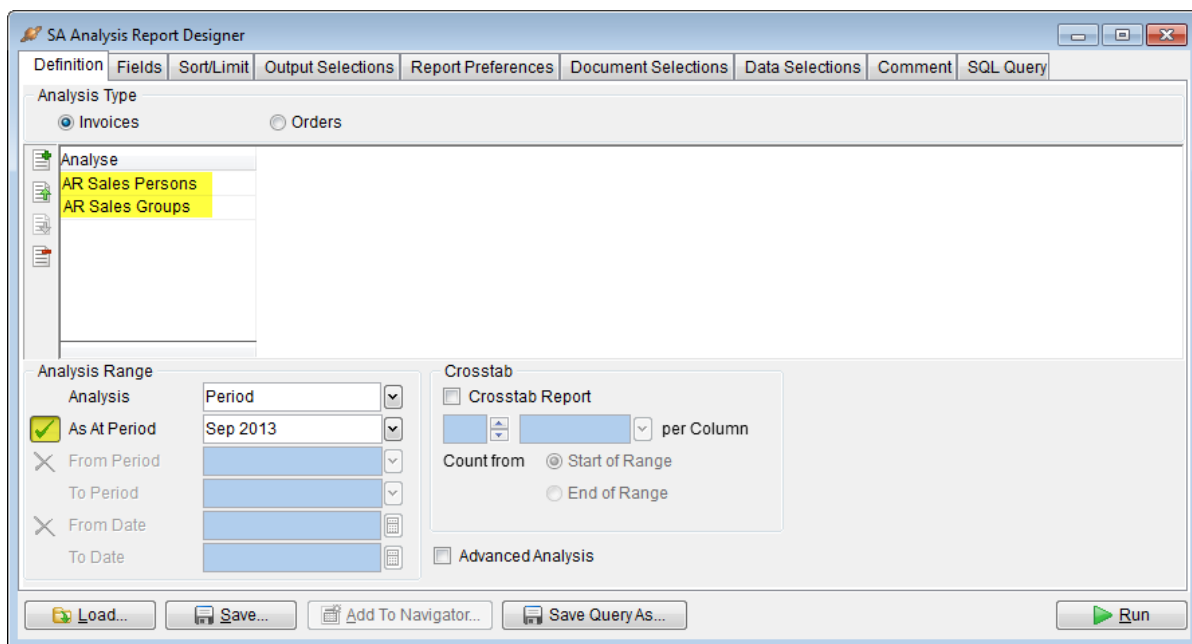 SA Analysis Report Designer
Definition Fields Sort/Limit Output Selections Report Preferences Document Selections Data Selections Comment SQL Query
Analysis Type
Invoices Orders
Analyse
AR Sales Persons
AR Sales Groups
Analysis Range Crosstab
Analysis Period Crosstab Report
As At Period Sep 2013 per Column
From Period Count from Start of Range
To Period End of Range
From Date
To Date Advanced Analysis
Load... Save... Add To Navigator... Save Query As... Run